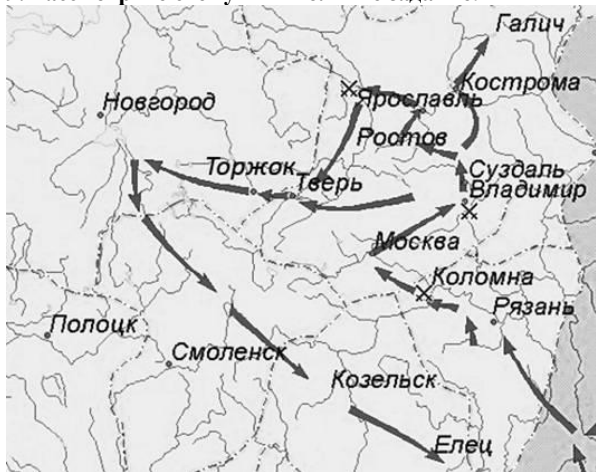 Галич
Кострома
Новгород
Ярославль
Ростов
Торжок
Тверь
Суздаль
Владимир
Москва
Коломна
Рязань
Полоцк
Смоленск
Козельск
Елец